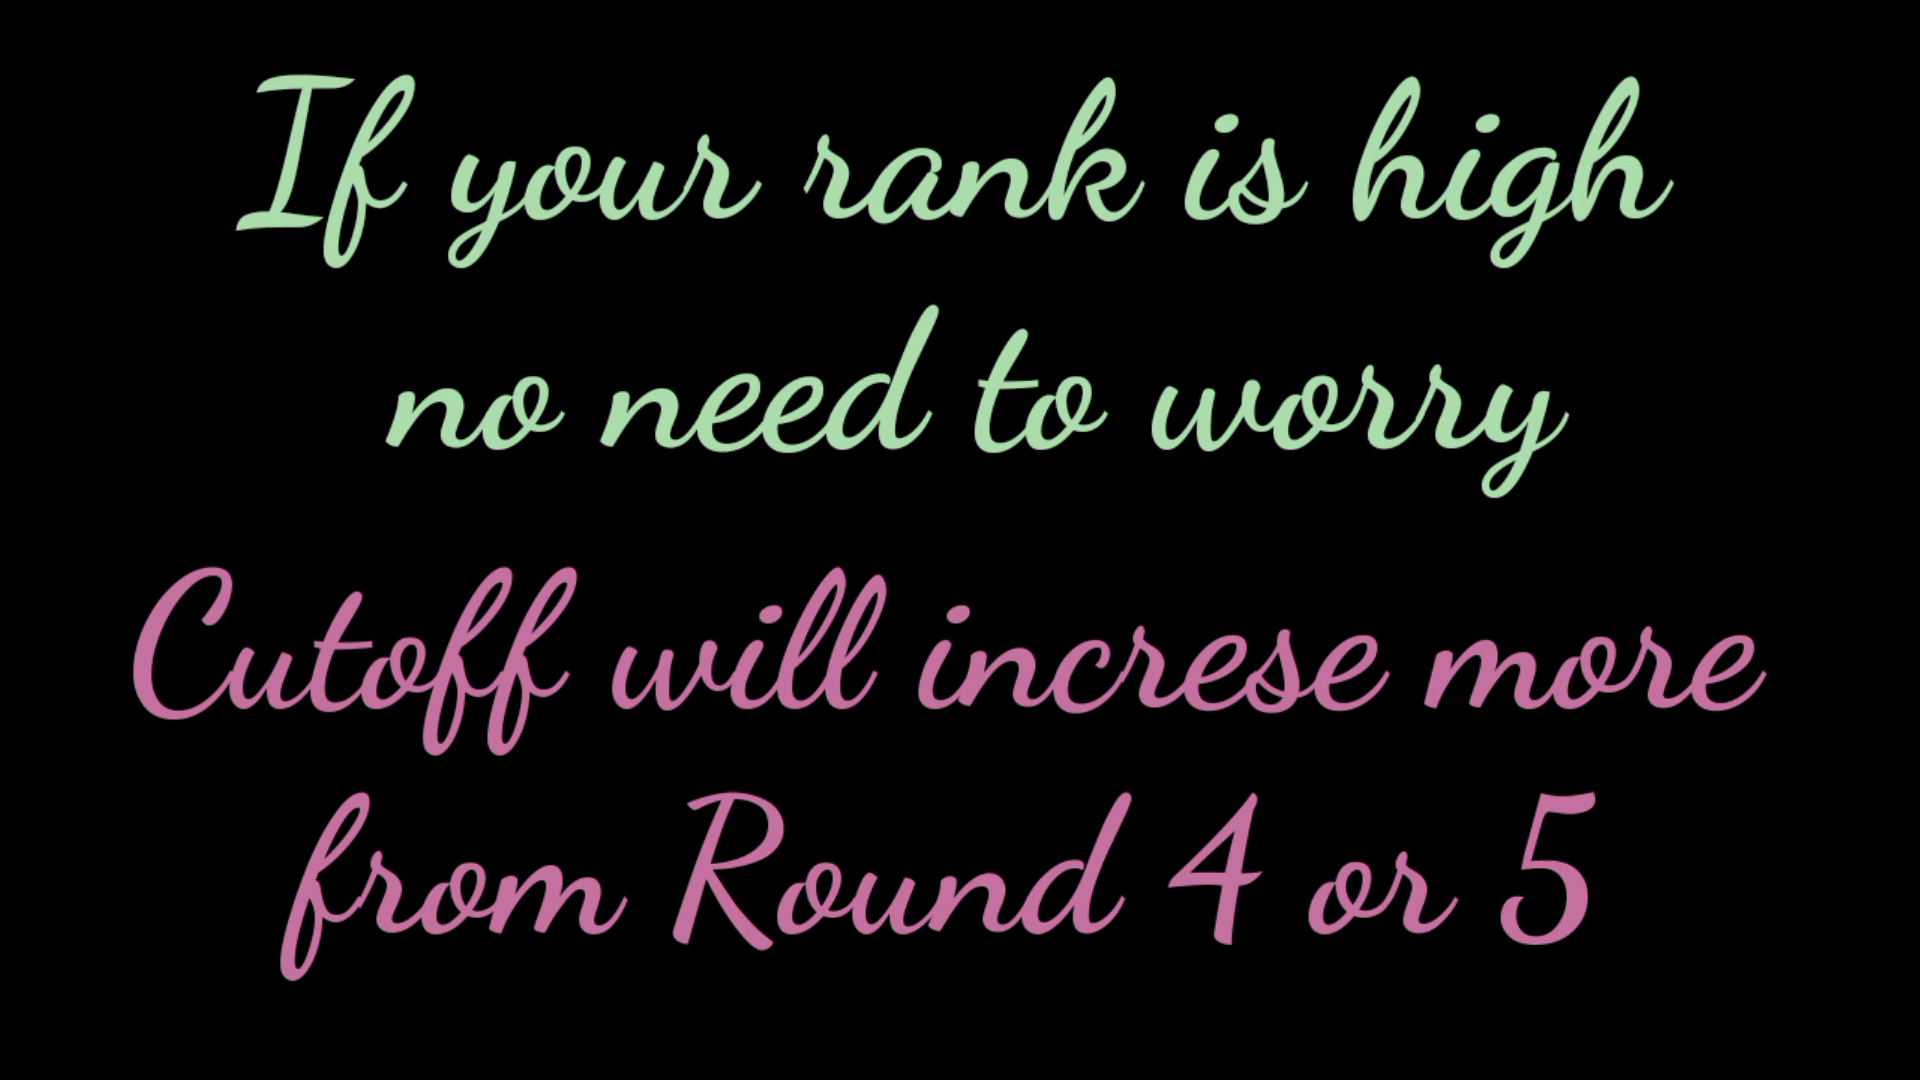 If your rank is high
no need to worry
Cutoff will increse more
from Round 4 or 5